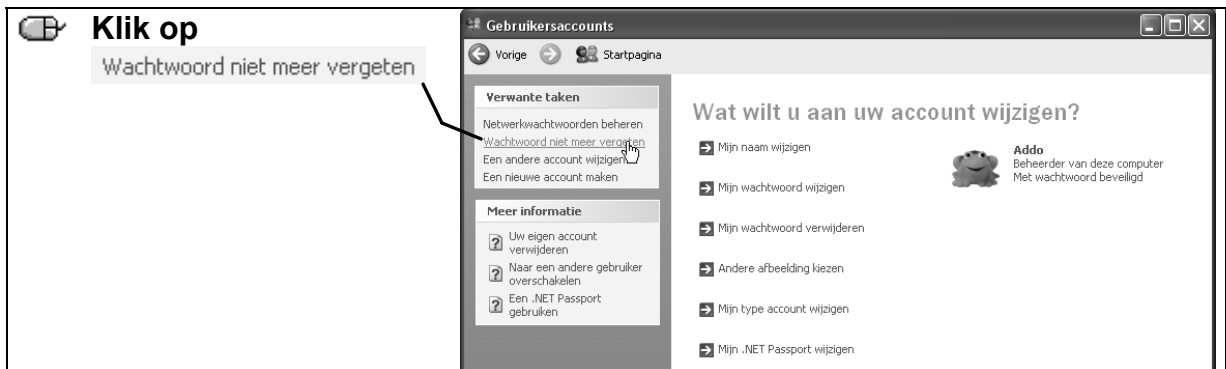 Klik op
Wachtwoord niet meer vergeten
Gebruikersaccounts
Vorige
Startpagina
Verwante taken
Netwerkwachtwoorden beheren
Wachtwoord niet meer vergeten
Een andere account wijzigen
Een nieuwe account maken
Meer informatie
Uw eigen account
verwijderen
Naar een andere gebruiker
overschakelen
Een .NET Passport
gebruiken
Wat wilt u aan uw account wijzigen?
Mijn naam wijzigen
Mijn wachtwoord wijzigen
Mijn wachtwoord verwijderen
Andere afbeelding kiezen
Mijn type account wijzigen
Mijn .NET Passport wijzigen
Addo
Beheerder van deze computer
Met wachtwoord beveiligd